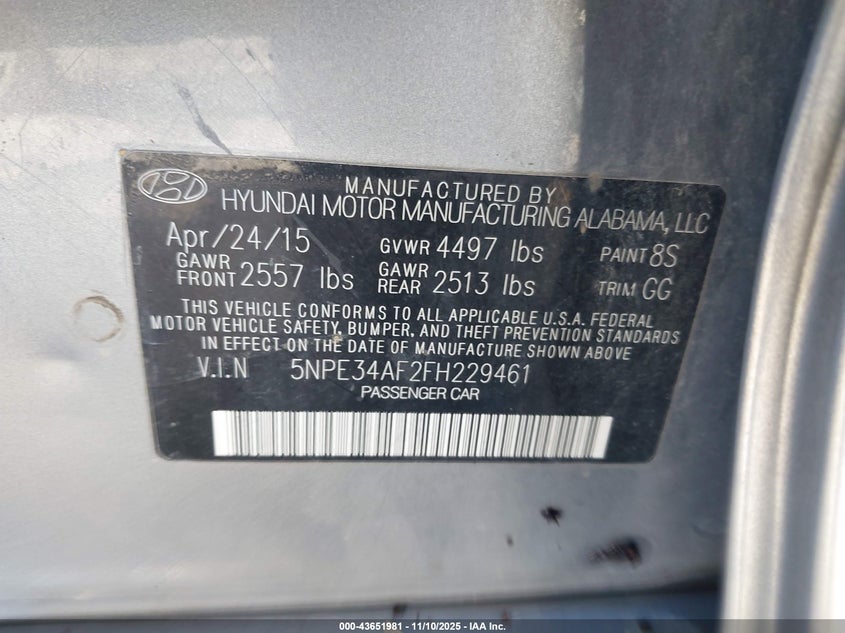 MANUFACTURED BY
HYUNDAI MOTOR MANUFACTURING ALABAMA, LLC
Apr/24/15 GVWR 4497 lbs PAINT 8S
GAWR FRONT 2557 lbs GAWR REAR 2513 lbs TRIM GG
THIS VEHICLE CONFORMS TO ALL APPLICABLE U.S.A. FEDERAL
MOTOR VEHICLE SAFETY, BUMPER, AND THEFT PREVENTION STANDARDS
IN EFFECT ON THE DATE OF MANUFACTURE SHOWN ABOVE
V.I.N 5NPE34AF2FH229461
PASSENGER CAR
000-43651981 - 11/10/2025 - IAA Inc.